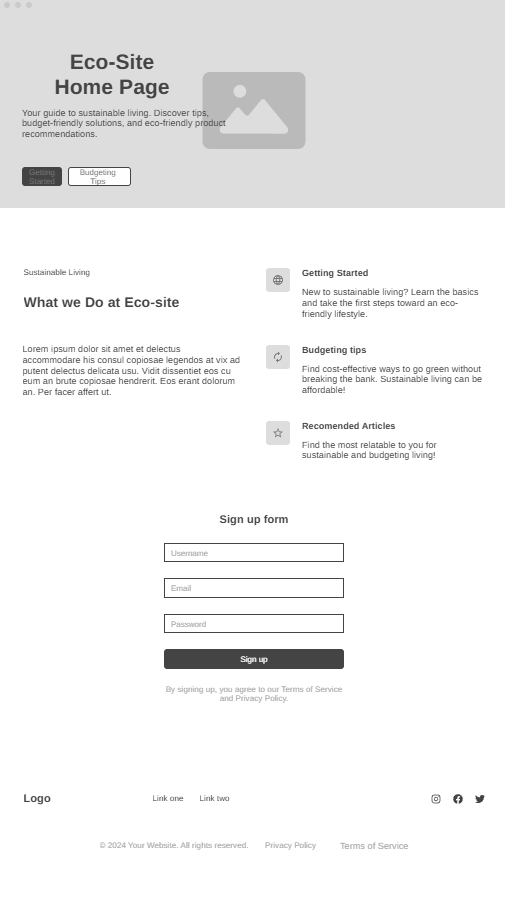 Eco-Site
Home Page
Your guide to sustainable living. Discover tips,
budget-friendly solutions, and eco-friendly product
recommendations.
Getting
Started
Budgeting
Tips
Sustainable Living
What we Do at Eco-site
Lorem ipsum dolor sit amet et delectus
accommodare his consul copiosae legendos at vix ad
putent delectus delicata usu. Vidit dissentiet eos cu
eum an brute copiosae hendrerit. Eos erant dolorum
an. Per facer affert ut.
Getting Started
New to sustainable living? Learn the basics
and take the first steps toward an eco-
friendly lifestyle.
Budgeting tips
Find cost-effective ways to go green without
breaking the bank. Sustainable living can be
affordable!
Recomended Articles
Find the most relatable to you for
sustainable and budgeting living!
Sign up form
Username
Email
Password
Sign up
By signing up, you agree to our Terms of Service
and Privacy Policy.
Logo
Link one
Link two
© 2024 Your Website. All rights reserved.
Privacy Policy
Terms of Service